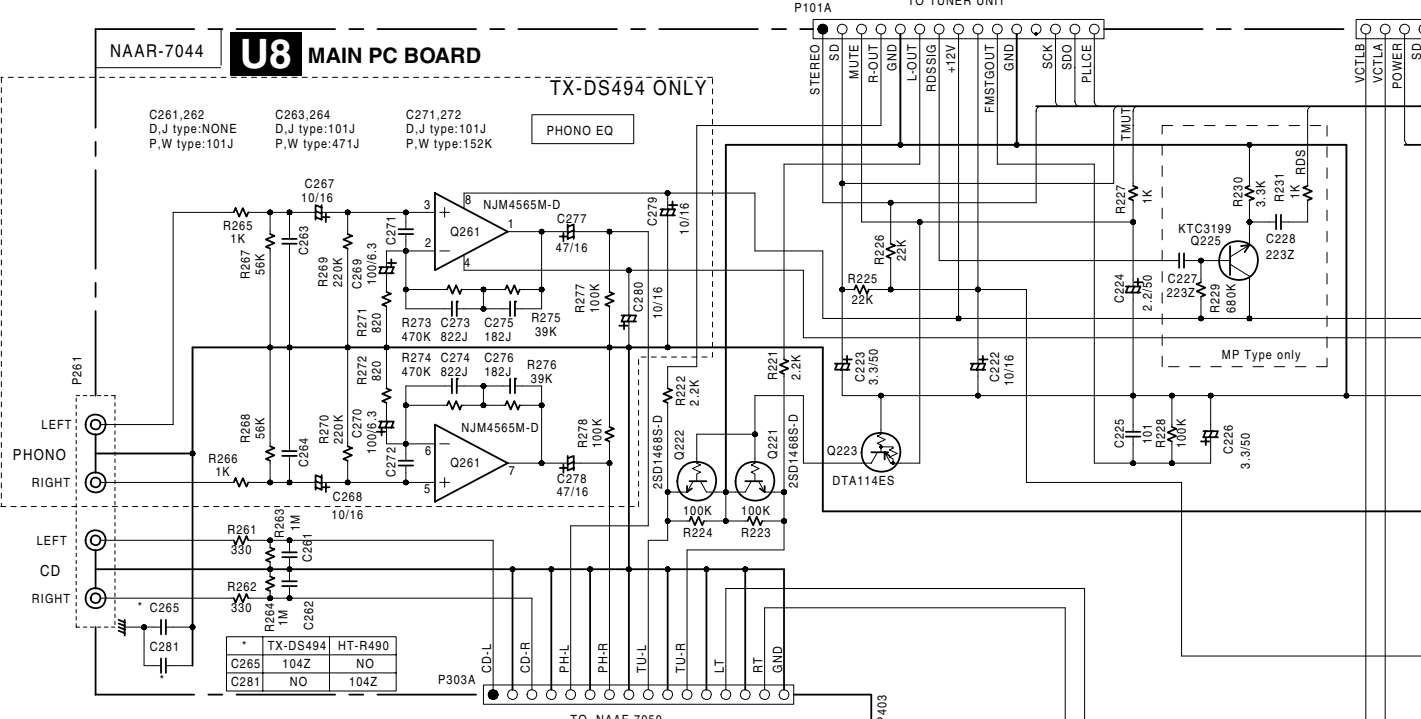 P101A
TO TUNER UNIT
NAAR-7044
U8 MAIN PC BOARD
TX-DS494 ONLY
STEREO
SD
MUTE
R-OUT
GND
L-OUT
RDSSIG
+12V
FMSTGOUT
GND
SCK
SDO
PLLCE
VCTLB
VCTLA
POWER
C261,262
D,J type:NONE
P,W type:101J
C263,264
D,J type:101J
P,W type:471J
C271,272
D,J type:101J
P,W type:152K
PHONO EQ
TMUT
RDS
C267
10/16
R265
1K
R267
56K
C263
R269
220K
C269
100/6.3
C271
3
2
8
4
1
NJM4565M-D
Q261
C277
47/16
C279
10/16
R277
100K
C280
10/16
R271
820
R273
470K
C273
822J
C275
182J
R275
39K
R226
22K
R225
22K
R227
1K
C224
2.2/50
R230
3.3K
R231
1K
KTC3199
Q225
C228
223Z
C227
223Z
R229
680K
MP Type only
P261
R272
820
R274
470K
C274
822J
C276
182J
R276
39K
R221
2.2K
R222
2.2K
C223
3.3/50
C222
10/16
LEFT
PHONO
RIGHT
R268
56K
R266
1K
C264
R270
220K
C270
100/6.3
C272
6
5
7
NJM4565M-D
Q261
R278
100K
C278
47/16
C268
10/16
2SD1468S-D
Q222
Q221
2SD1468S-D
100K
R224
100K
R223
Q223
DTA114ES
C225
101
R228
100K
C226
3.3/50
LEFT
CD
RIGHT
R261
330
R263
1M
C261
R262
330
R264
1M
C262
* C265
C281
*
* TX-DS494 HT-R490
C265 104Z NO
C281 NO 104Z
P303A
CD-L
CD-R
PH-L
PH-R
TU-L
TU-R
LT
RT
GND
P403